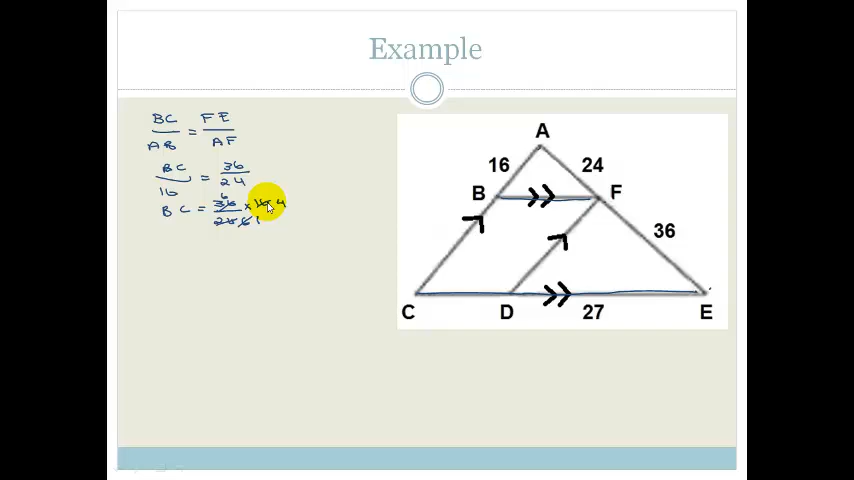 Example
BC/AB = FE/AF
BC/16 = 36/24
BC = 36/24 × 16
A
16
24
B
F
36
C
D
27
E